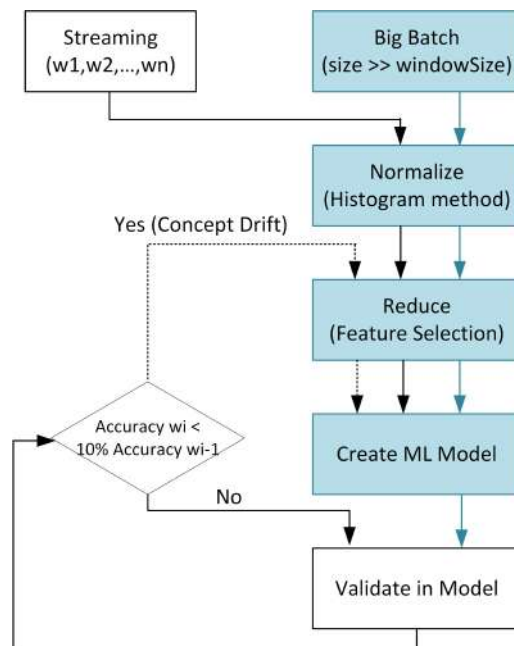 Streaming
(w1,w2,...,wn)
Big Batch
(size >> windowSize)
Normalize
(Histogram method)
Yes (Concept Drift)
Reduce
(Feature Selection)
Accuracy wi <
10% Accuracy wi-1
Create ML Model
No
Validate in Model